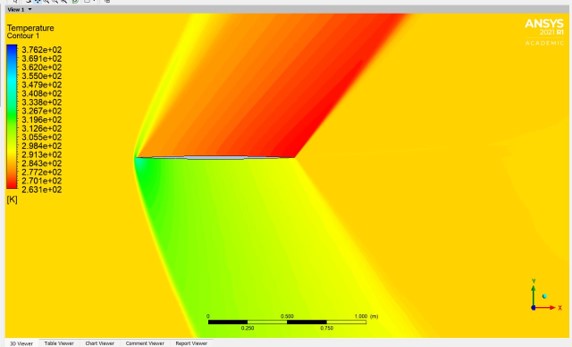 View 1
Temperature
Contour 1
3.762e+02
3.691e+02
3.620e+02
3.550e+02
3.479e+02
3.408e+02
3.338e+02
3.267e+02
3.196e+02
3.126e+02
3.055e+02
2.984e+02
2.913e+02
2.843e+02
2.772e+02
2.701e+02
2.631e+02
[K]
ANSYS
2021 R1
ACADEMIC
Y
X
0 0.500 1.000 (m)
0.250 0.750
3D Viewer Table Viewer Chart Viewer Comment Viewer Report Viewer